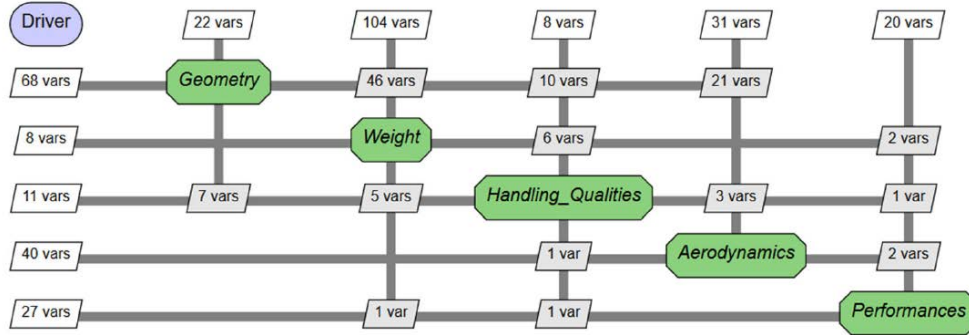 Driver
22 vars
104 vars
8 vars
31 vars
20 vars
68 vars
Geometry
46 vars
10 vars
21 vars
8 vars
Weight
6 vars
2 vars
11 vars
7 vars
5 vars
Handling_Qualities
3 vars
1 var
40 vars
1 var
Aerodynamics
2 vars
27 vars
1 var
1 var
Performances